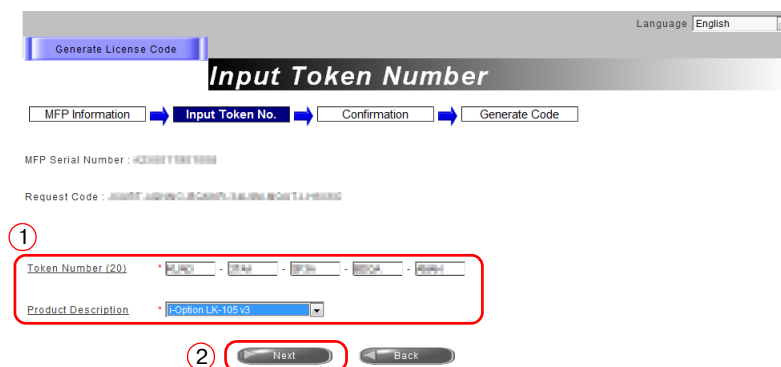 Language English
Generate License Code
Input Token Number
MFP Information Input Token No. Confirmation Generate Code
MFP Serial Number :
Request Code :
1
Token Number (20) * - - - -
Product Description * i-Option LK-105 v3
2 Next Back